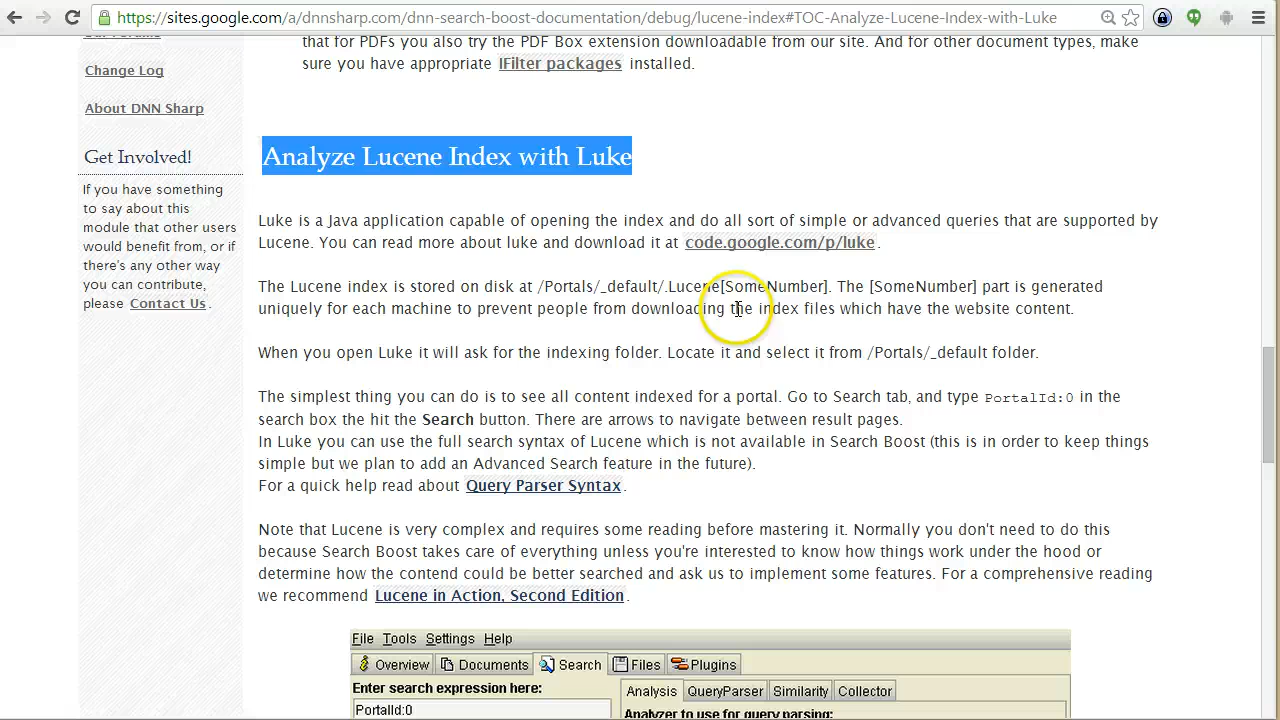 https://sites.google.com/a/dnnsharp.com/dnn-search-boost-documentation/debug/lucene-index#TOC-Analyze-Lucene-Index-with-Luke
Our Forums
Change Log
About DNN Sharp
Get Involved!
If you have something
to say about this
module that other users
would benefit from, or if
there's any other way
you can contribute,
please Contact Us.
that for PDFs you also try the PDF Box extension downloadable from our site. And for other document types, make
sure you have appropriate IFilter packages installed.
Analyze Lucene Index with Luke
Luke is a Java application capable of opening the index and do all sort of simple or advanced queries that are supported by
Lucene. You can read more about luke and download it at code.google.com/p/luke.
The Lucene index is stored on disk at /Portals/_default/.Lucene[SomeNumber]. The [SomeNumber] part is generated
uniquely for each machine to prevent people from downloading the index files which have the website content.
When you open Luke it will ask for the indexing folder. Locate it and select it from /Portals/_default folder.
The simplest thing you can do is to see all content indexed for a portal. Go to Search tab, and type PortalId:0 in the
search box the hit the Search button. There are arrows to navigate between result pages.
In Luke you can use the full search syntax of Lucene which is not available in Search Boost (this is in order to keep things
simple but we plan to add an Advanced Search feature in the future).
For a quick help read about Query Parser Syntax.
Note that Lucene is very complex and requires some reading before mastering it. Normally you don't need to do this
because Search Boost takes care of everything unless you're interested to know how things work under the hood or
determine how the contend could be better searched and ask us to implement some features. For a comprehensive reading
we recommend Lucene in Action, Second Edition.
File Tools Settings Help
Overview Documents Search Files Plugins
Enter search expression here:
PortalId:0
Analysis QueryParser Similarity Collector
Analyzer to use for query parsing: